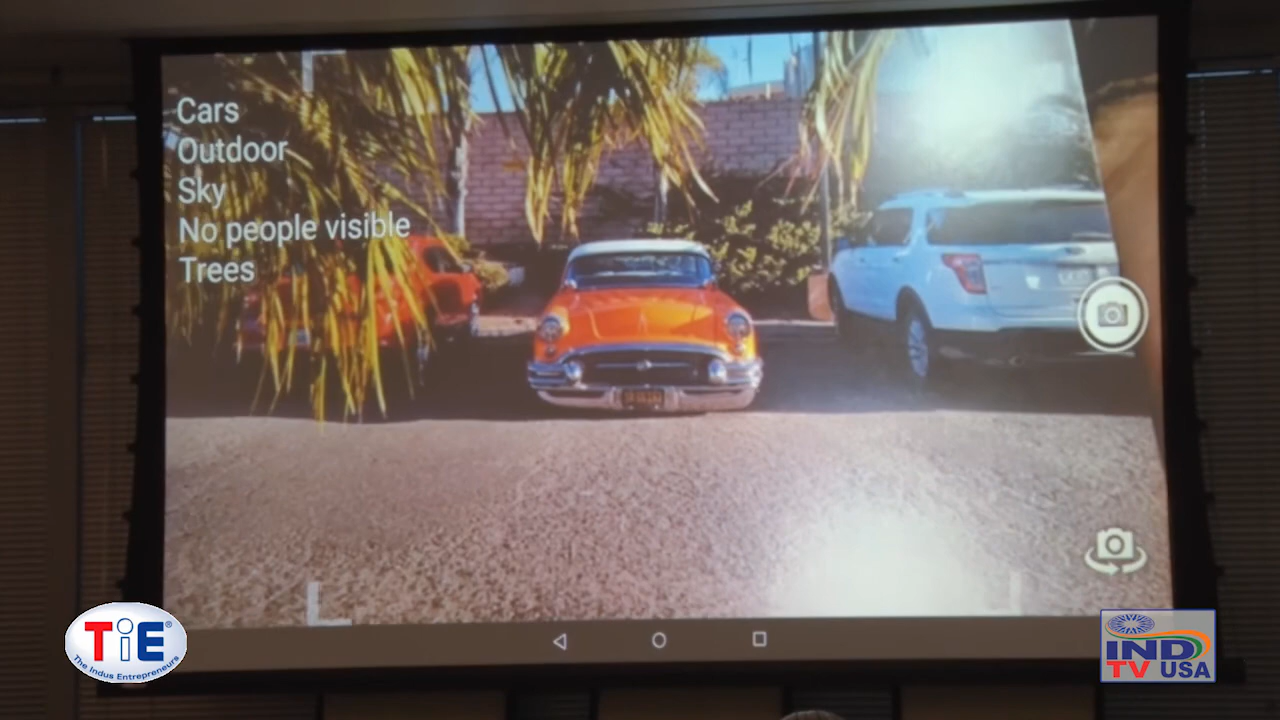 Cars
Outdoor
Sky
No people visible
Trees
TiE®
The Indus Entrepreneurs
IND
TV USA